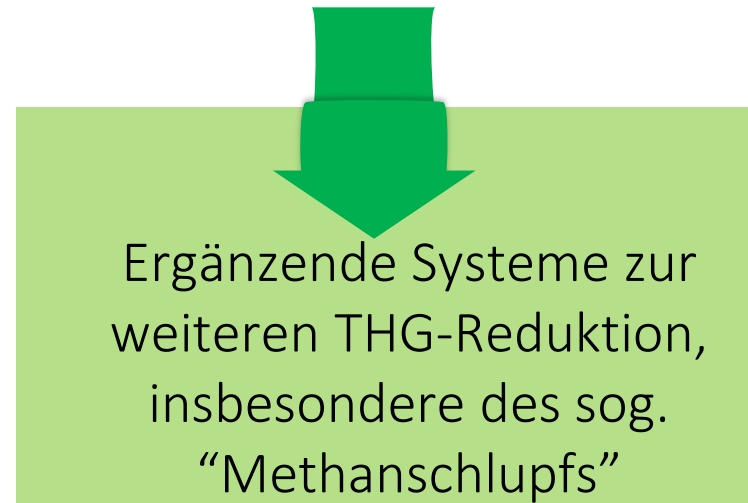 Ergänzende Systeme zur
weiteren THG-Reduktion,
insbesondere des sog.
“Methanschlupfs”